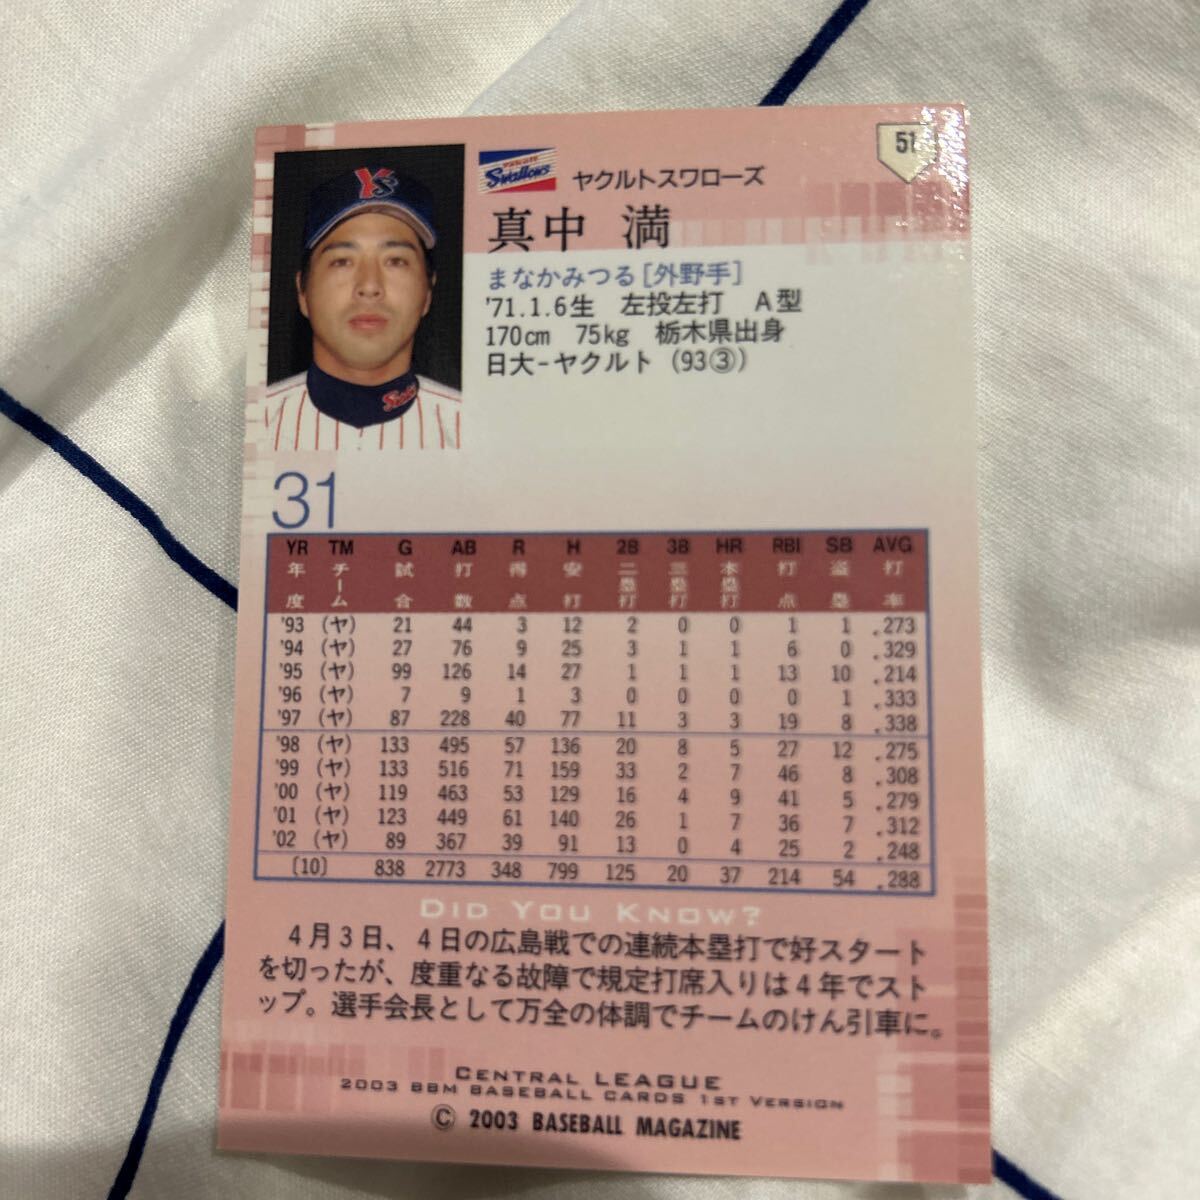 51
YAKULT
Swallows
ヤクルトスワローズ
YS
真中 満
まなかみつる[外野手]
'71.1.6生 左投左打 A型
170cm 75kg 栃木県出身
日大−ヤクルト (93③)
31
YR TM G AB R H 2B 3B HR RBI SB AVG
年度 チーム 試合 打数 得点 安打 二塁打 三塁打 本塁打 打点 盗塁 打率
'93 (ヤ) 21 44 3 12 2 0 0 1 1 .273
'94 (ヤ) 27 76 9 25 3 1 1 6 0 .329
'95 (ヤ) 99 126 14 27 1 1 1 13 10 .214
'96 (ヤ) 7 9 1 3 0 0 0 0 1 .333
'97 (ヤ) 87 228 40 77 11 3 3 19 8 .338
'98 (ヤ) 133 495 57 136 20 8 5 27 12 .275
'99 (ヤ) 133 516 71 159 33 2 7 46 8 .308
'00 (ヤ) 119 463 53 129 16 4 9 41 5 .279
'01 (ヤ) 123 449 61 140 26 1 7 36 7 .312
'02 (ヤ) 89 367 39 91 13 0 4 25 2 .248
〔10〕 838 2773 348 799 125 20 37 214 54 .288
DID YOU KNOW?
4月3日、4日の広島戦での連続本塁打で好スタート
を切ったが、度重なる故障で規定打席入りは4年でスト
ップ。選手会長として万全の体調でチームのけん引車に。
CENTRAL LEAGUE
2003 BBM BASEBALL CARDS 1ST VERSION
© 2003 BASEBALL MAGAZINE